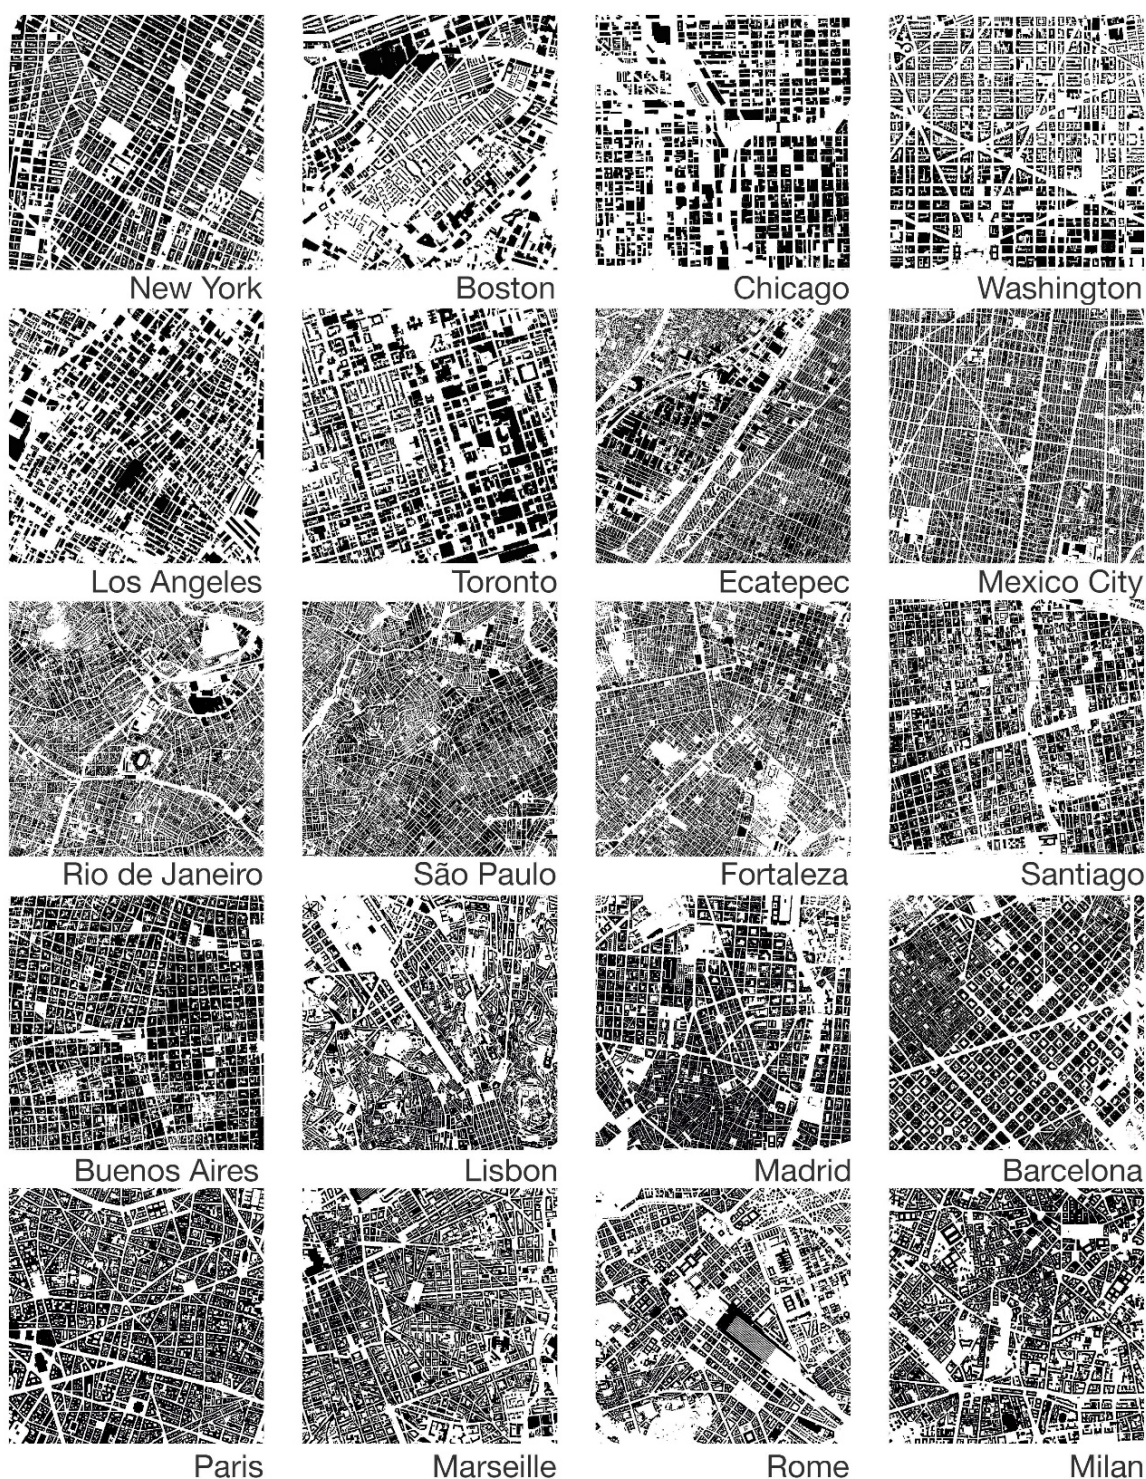 New York
Boston
Chicago
Washington
Los Angeles
Toronto
Ecatepec
Mexico City
Rio de Janeiro
São Paulo
Fortaleza
Santiago
Buenos Aires
Lisbon
Madrid
Barcelona
Paris
Marseille
Rome
Milan